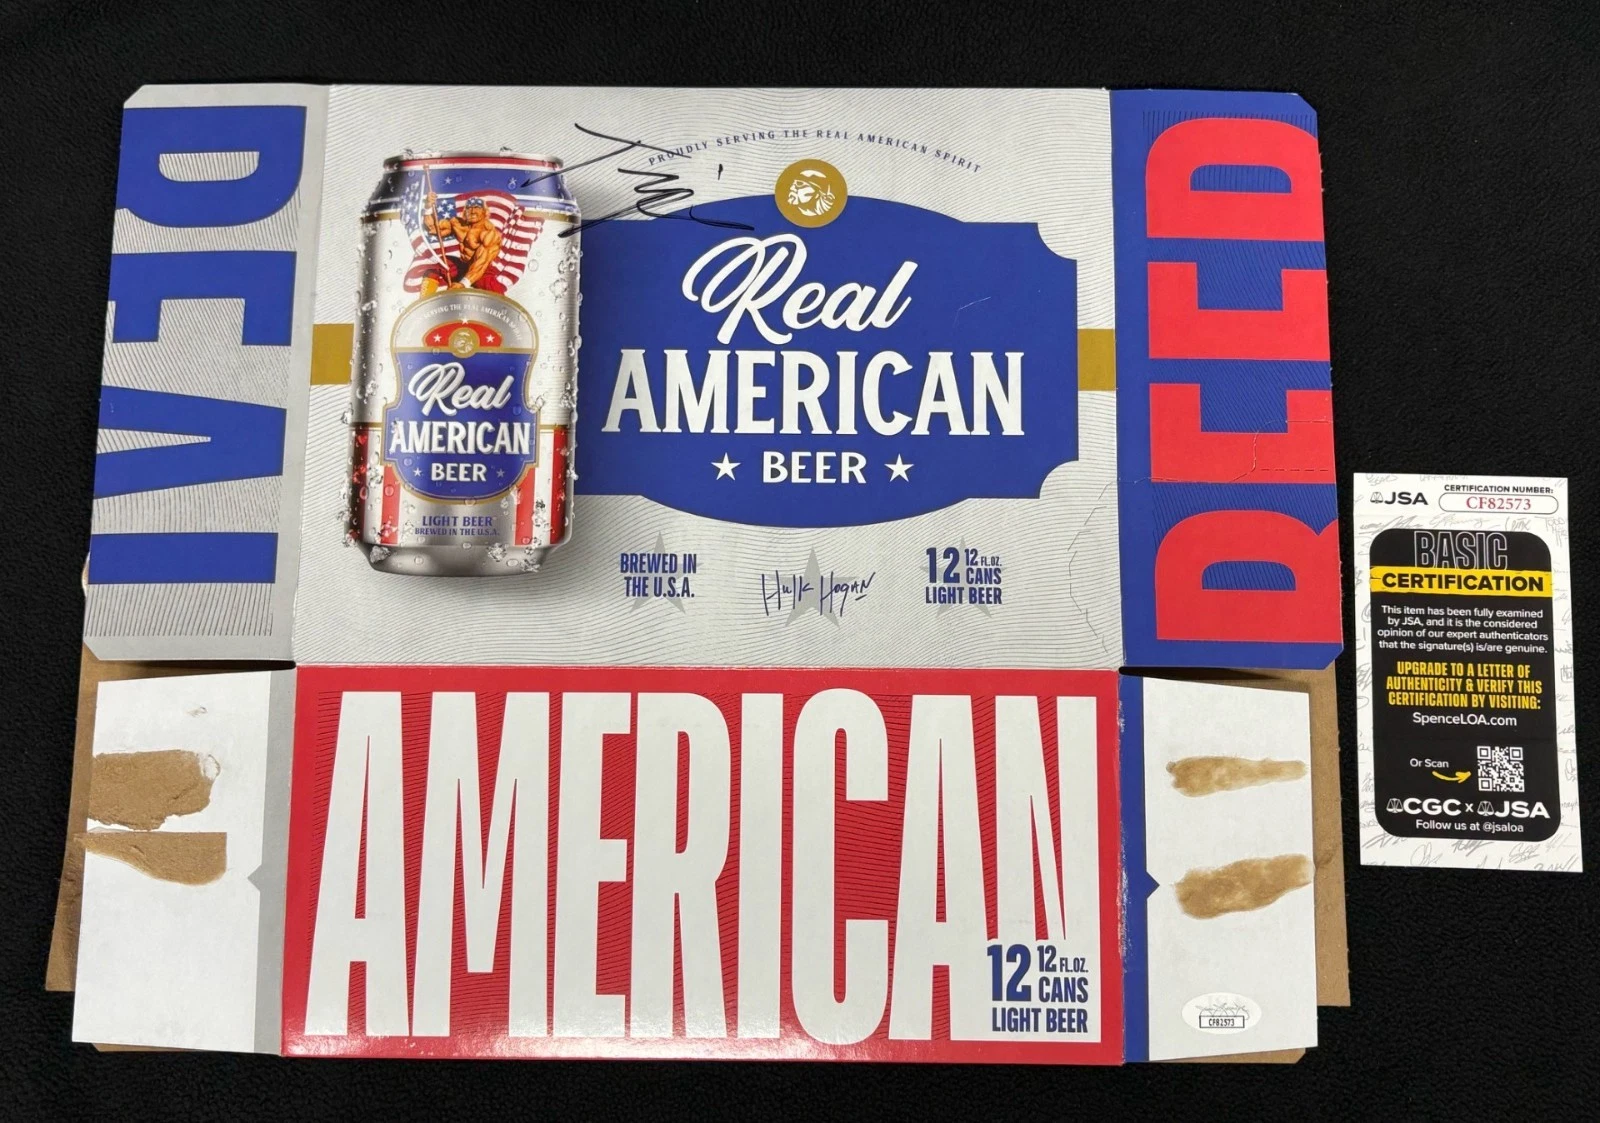 PROUDLY SERVING THE REAL AMERICAN SPIRIT
Real
AMERICAN
BEER
BREWED IN
THE U.S.A.
Hulk Hogan
12 12 FL.OZ.
CANS
LIGHT BEER
SERVING THE REAL AMERICAN SPIRIT
Real
AMERICAN
BEER
LIGHT BEER
BREWED IN THE U.S.A.
BEER
AMERICAN
12 12 FL.OZ.
CANS
LIGHT BEER
CF82573
JSA
CERTIFICATION NUMBER:
CF82573
BASIC
CERTIFICATION
This item has been fully examined
by JSA, and it is the considered
opinion of our expert authenticators
that the signature(s) is/are genuine.
UPGRADE TO A LETTER OF
AUTHENTICITY & VERIFY THIS
CERTIFICATION BY VISITING:
SpenceLOA.com
Or Scan
CGC x JSA
Follow us at @jsaloa